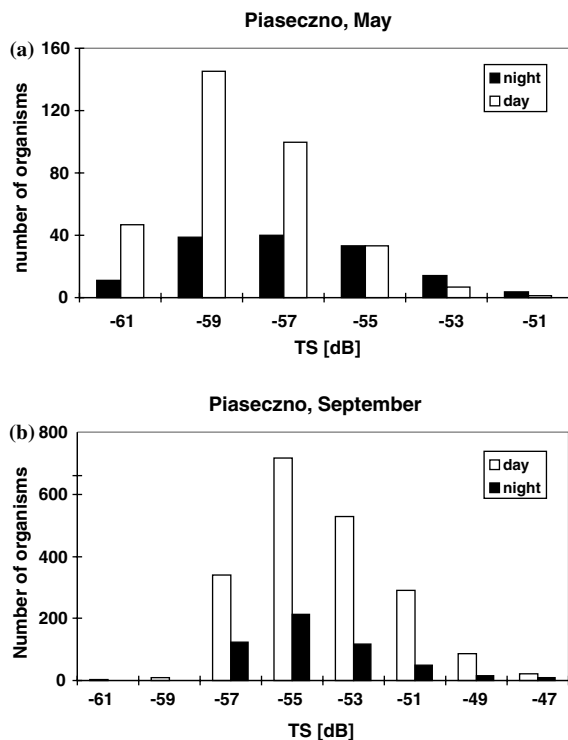 Piaseczno, May
(a)
160
120
80
40
0
number of organisms
night
day
-61 -59 -57 -55 -53 -51
TS [dB]
Piaseczno, September
(b)
800
600
400
200
0
Number of organisms
day
night
-61 -59 -57 -55 -53 -51 -49 -47
TS [dB]